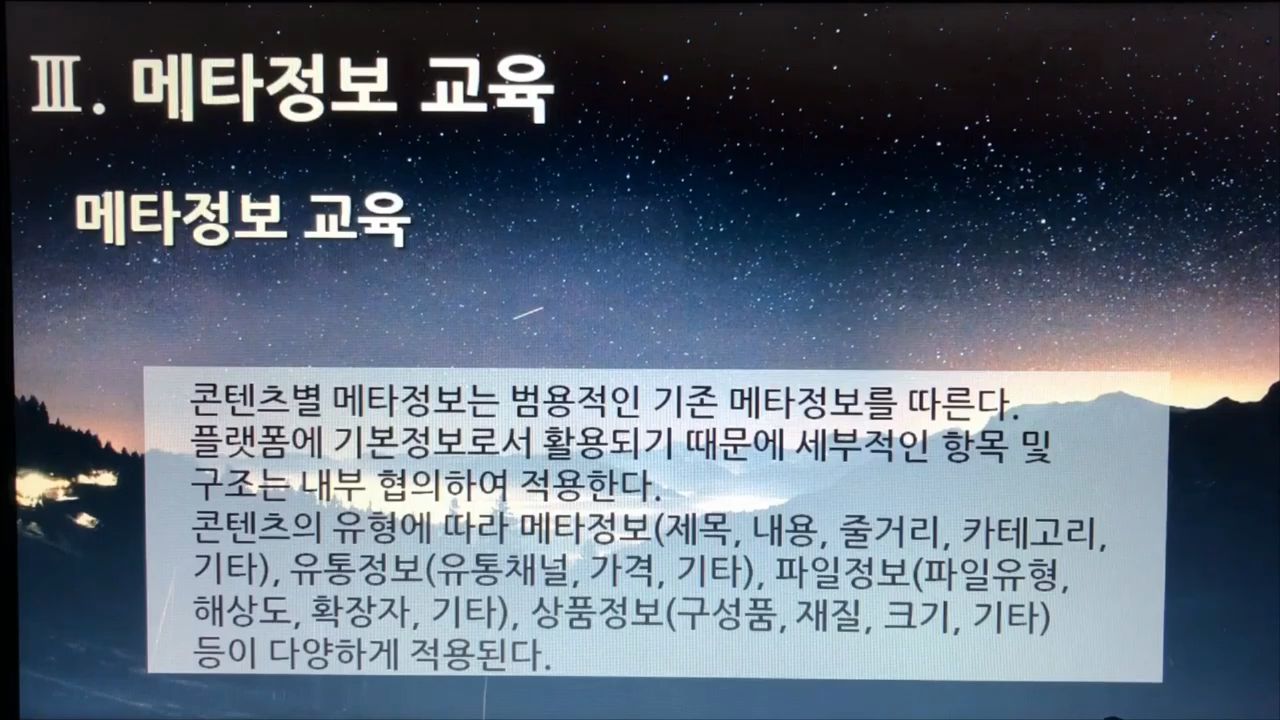 Ⅲ. 메타정보 교육
메타정보 교육
콘텐츠별 메타정보는 범용적인 기존 메타정보를 따른다.
플랫폼에 기본정보로서 활용되기 때문에 세부적인 항목 및
구조는 내부 협의하여 적용한다.
콘텐츠의 유형에 따라 메타정보(제목, 내용, 줄거리, 카테고리,
기타), 유통정보(유통채널, 가격, 기타), 파일정보(파일유형,
해상도, 확장자, 기타), 상품정보(구성품, 재질, 크기, 기타)
등이 다양하게 적용된다.